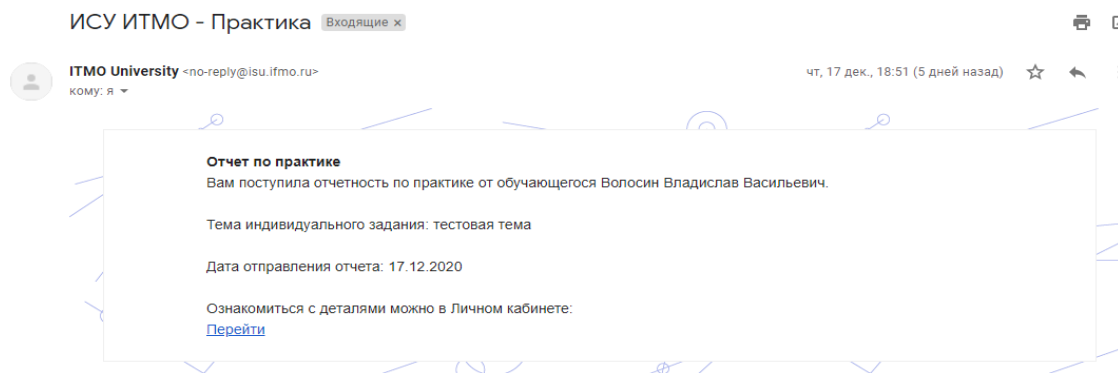 ИСУ ИТМО - Практика Входящие ×
ITMO University <no-reply@isu.ifmo.ru>
чт, 17 дек., 18:51 (5 дней назад)
кому: я
Отчет по практике
Вам поступила отчетность по практике от обучающегося Волосин Владислав Васильевич.
Тема индивидуального задания: тестовая тема
Дата отправления отчета: 17.12.2020
Ознакомиться с деталями можно в Личном кабинете:
Перейти